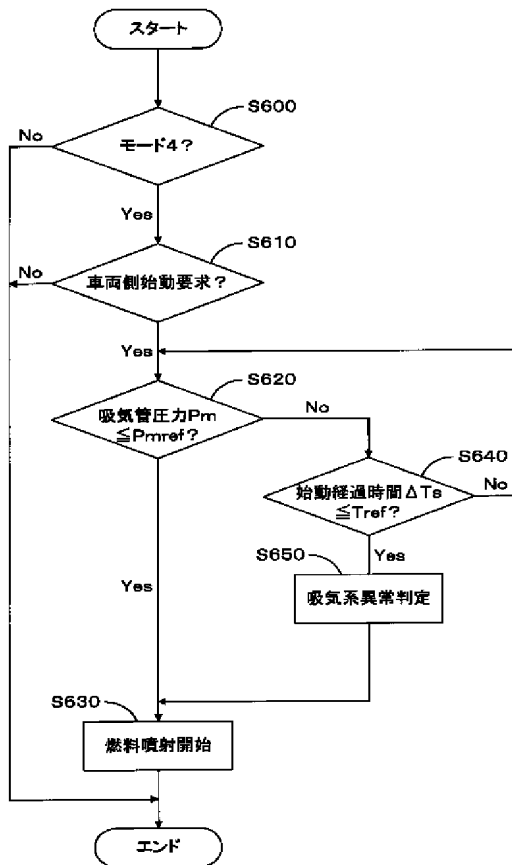 スタート
S600
モード4?
No
Yes
S610
車両側始動要求?
No
Yes
S620
吸気管圧力Pm
≦Pmref?
No
S640
始動経過時間ΔTs
≦Tref?
No
Yes
S650
吸気系異常判定
Yes
S630
燃料噴射開始
エンド